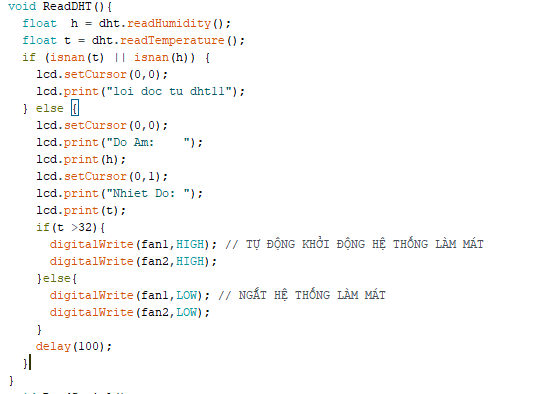 void ReadDHT(){
  float  h = dht.readHumidity();
  float t = dht.readTemperature();
  if (isnan(t) || isnan(h)) {
    lcd.setCursor(0,0);
    lcd.print("loi doc tu dht11");
  } else {
    lcd.setCursor(0,0);
    lcd.print("Do Am:    ");
    lcd.print(h);
    lcd.setCursor(0,1);
    lcd.print("Nhiet Do: ");
    lcd.print(t);
    if(t >32){
      digitalWrite(fan1,HIGH); // TỰ ĐỘNG KHỞI ĐỘNG HỆ THỐNG LÀM MÁT
      digitalWrite(fan2,HIGH);
    }else{
      digitalWrite(fan1,LOW); // NGẮT HỆ THỐNG LÀM MÁT
      digitalWrite(fan2,LOW);
    }
    delay(100);
  }
}